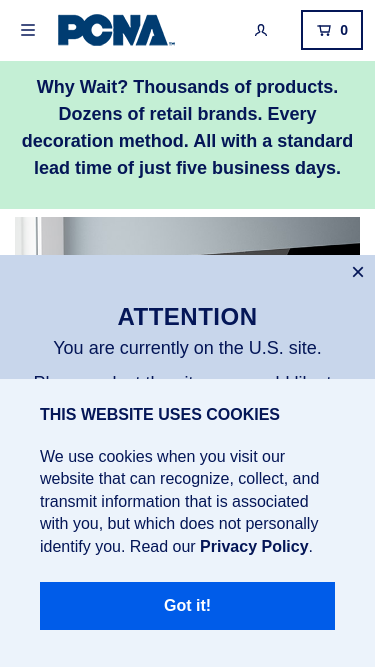 PCNA
0
Why Wait? Thousands of products.
Dozens of retail brands. Every
decoration method. All with a standard
lead time of just five business days.
ATTENTION
You are currently on the U.S. site.
THIS WEBSITE USES COOKIES
We use cookies when you visit our
website that can recognize, collect, and
transmit information that is associated
with you, but which does not personally
identify you. Read our Privacy Policy.
Got it!